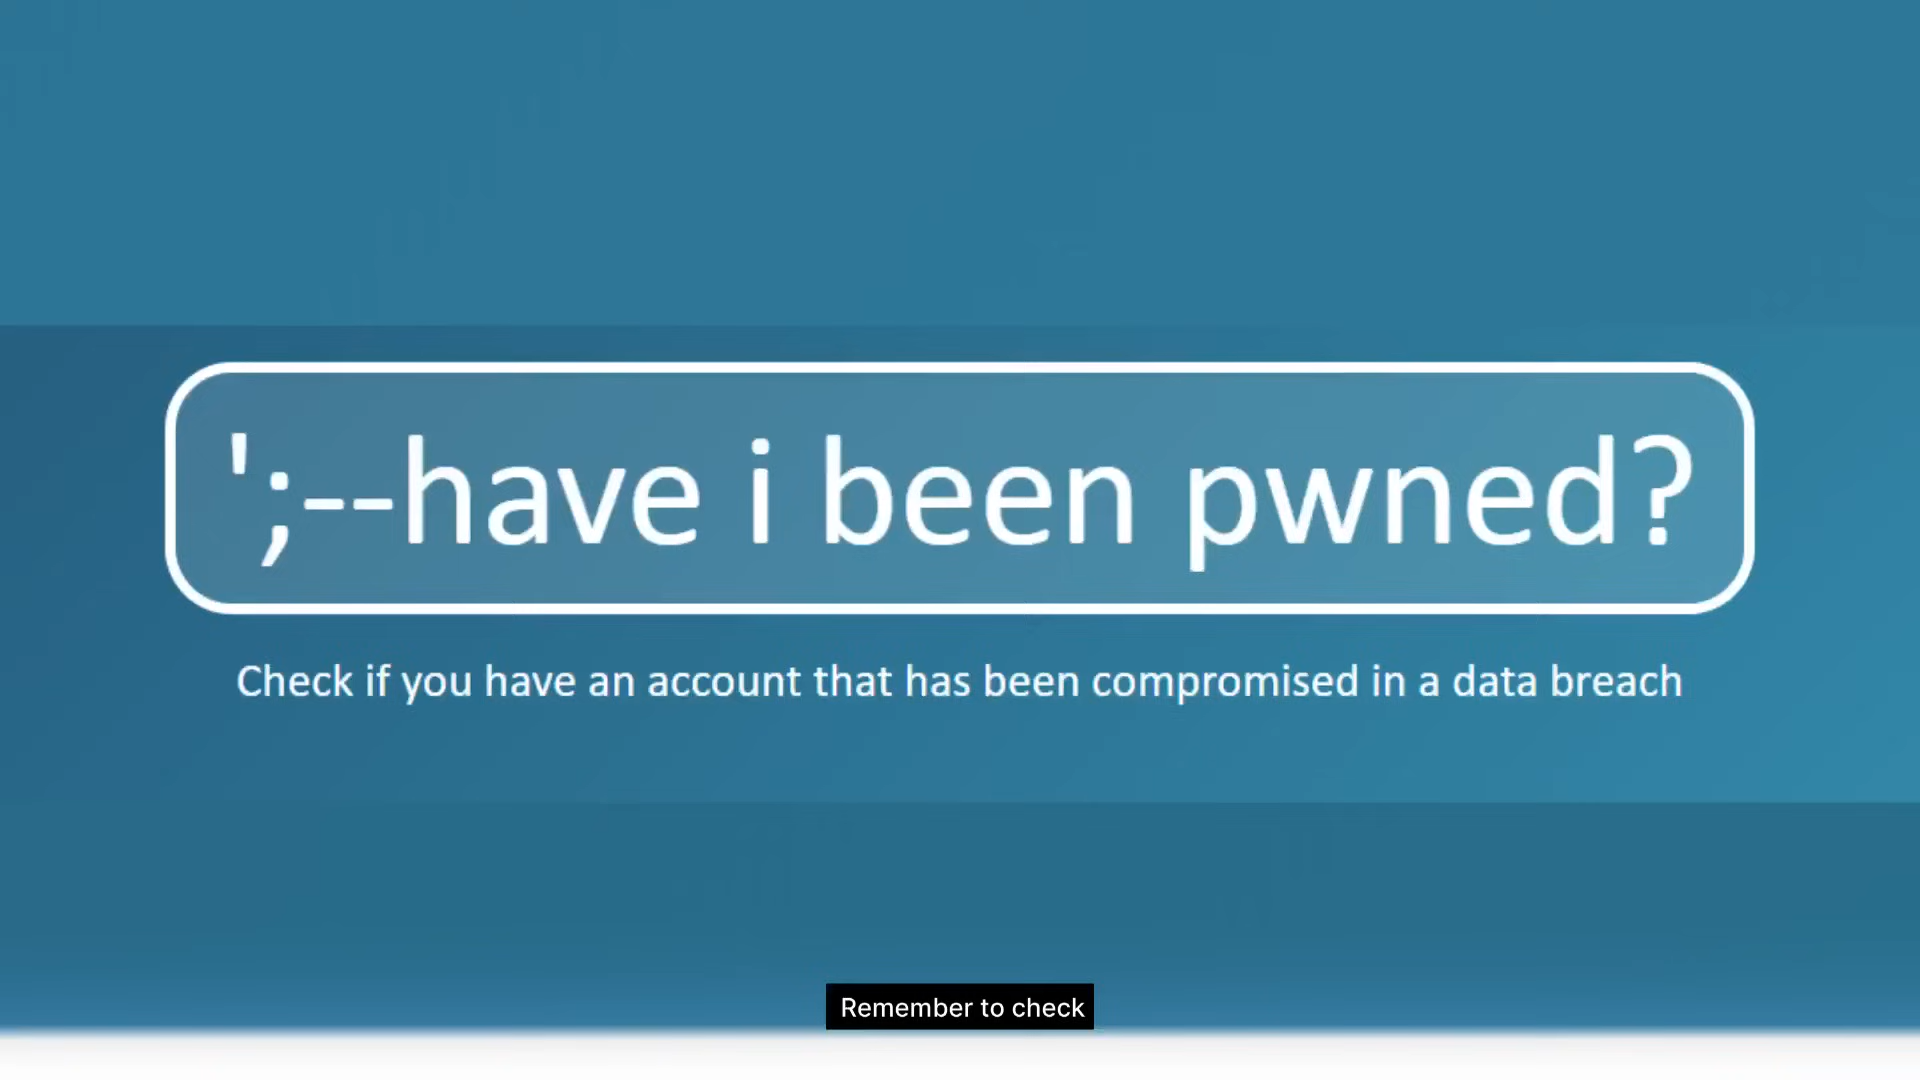 ';--have i been pwned?
Check if you have an account that has been compromised in a data breach
Remember to check